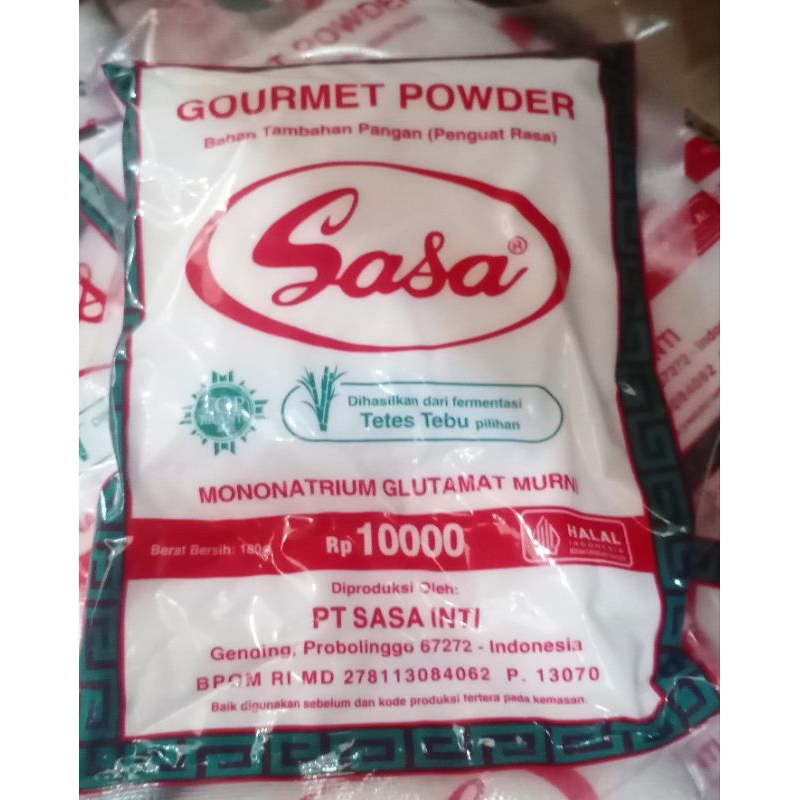 GOURMET POWDER
Bahan Tambahan Pangan (Penguat Rasa)
Sasa®
Dihasilkan dari fermentasi
Tetes Tebu pilihan
MONONATRIUM GLUTAMAT MURNI
Berat Bersih: 180g
Rp 10000
HALAL
INDONESIA
Diproduksi Oleh:
PT SASA INTI
Gending, Probolinggo 67272 - Indonesia
BPOM RI MD 278113084062 P. 13070
Baik digunakan sebelum dan kode produksi tertera pada kemasan.